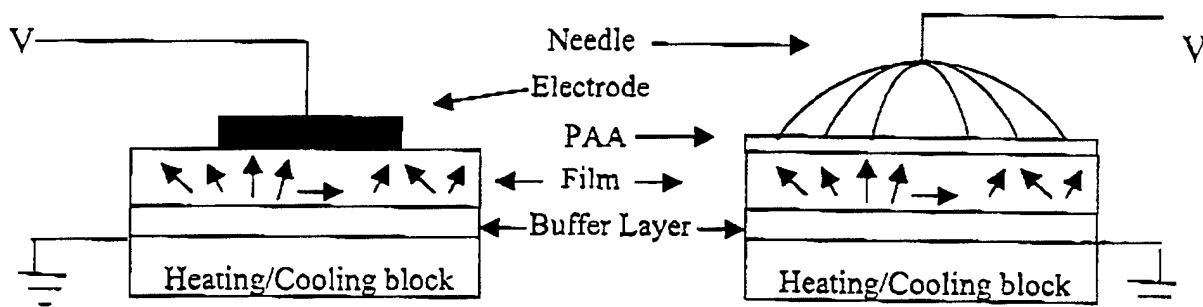 V
Needle
V
Electrode
PAA
Film
Buffer Layer
Heating/Cooling block
Heating/Cooling block